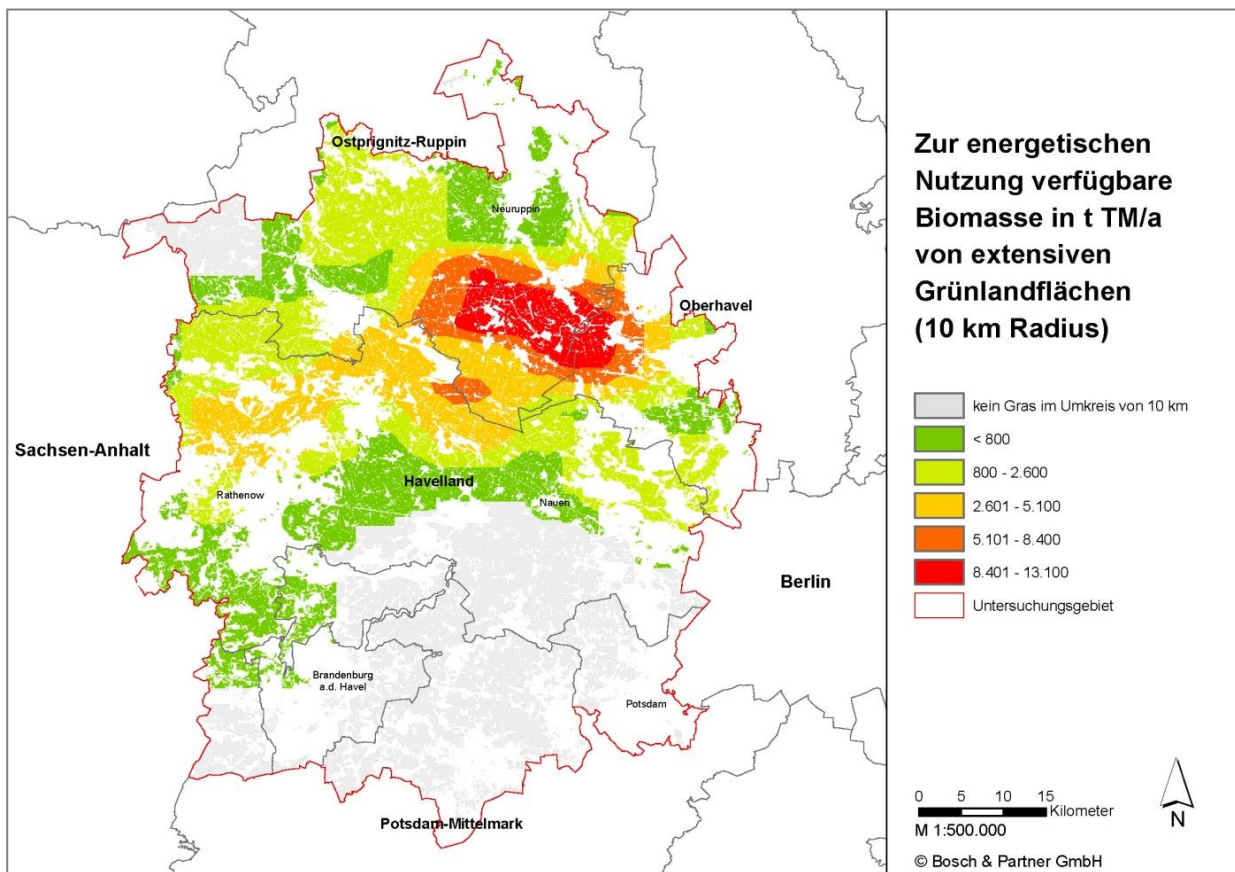 Ostprignitz-Ruppin
Neuruppin
Oberhavel
Sachsen-Anhalt
Rathenow
Havelland
Nauen
Berlin
Brandenburg
a.d. Havel
Potsdam
Potsdam-Mittelmark
Zur energetischen
Nutzung verfügbare
Biomasse in t TM/a
von extensiven
Grünlandflächen
(10 km Radius)
kein Gras im Umkreis von 10 km
< 800
800 - 2.600
2.601 - 5.100
5.101 - 8.400
8.401 - 13.100
Untersuchungsgebiet
0 5 10 15
Kilometer
M 1:500.000
N
© Bosch & Partner GmbH